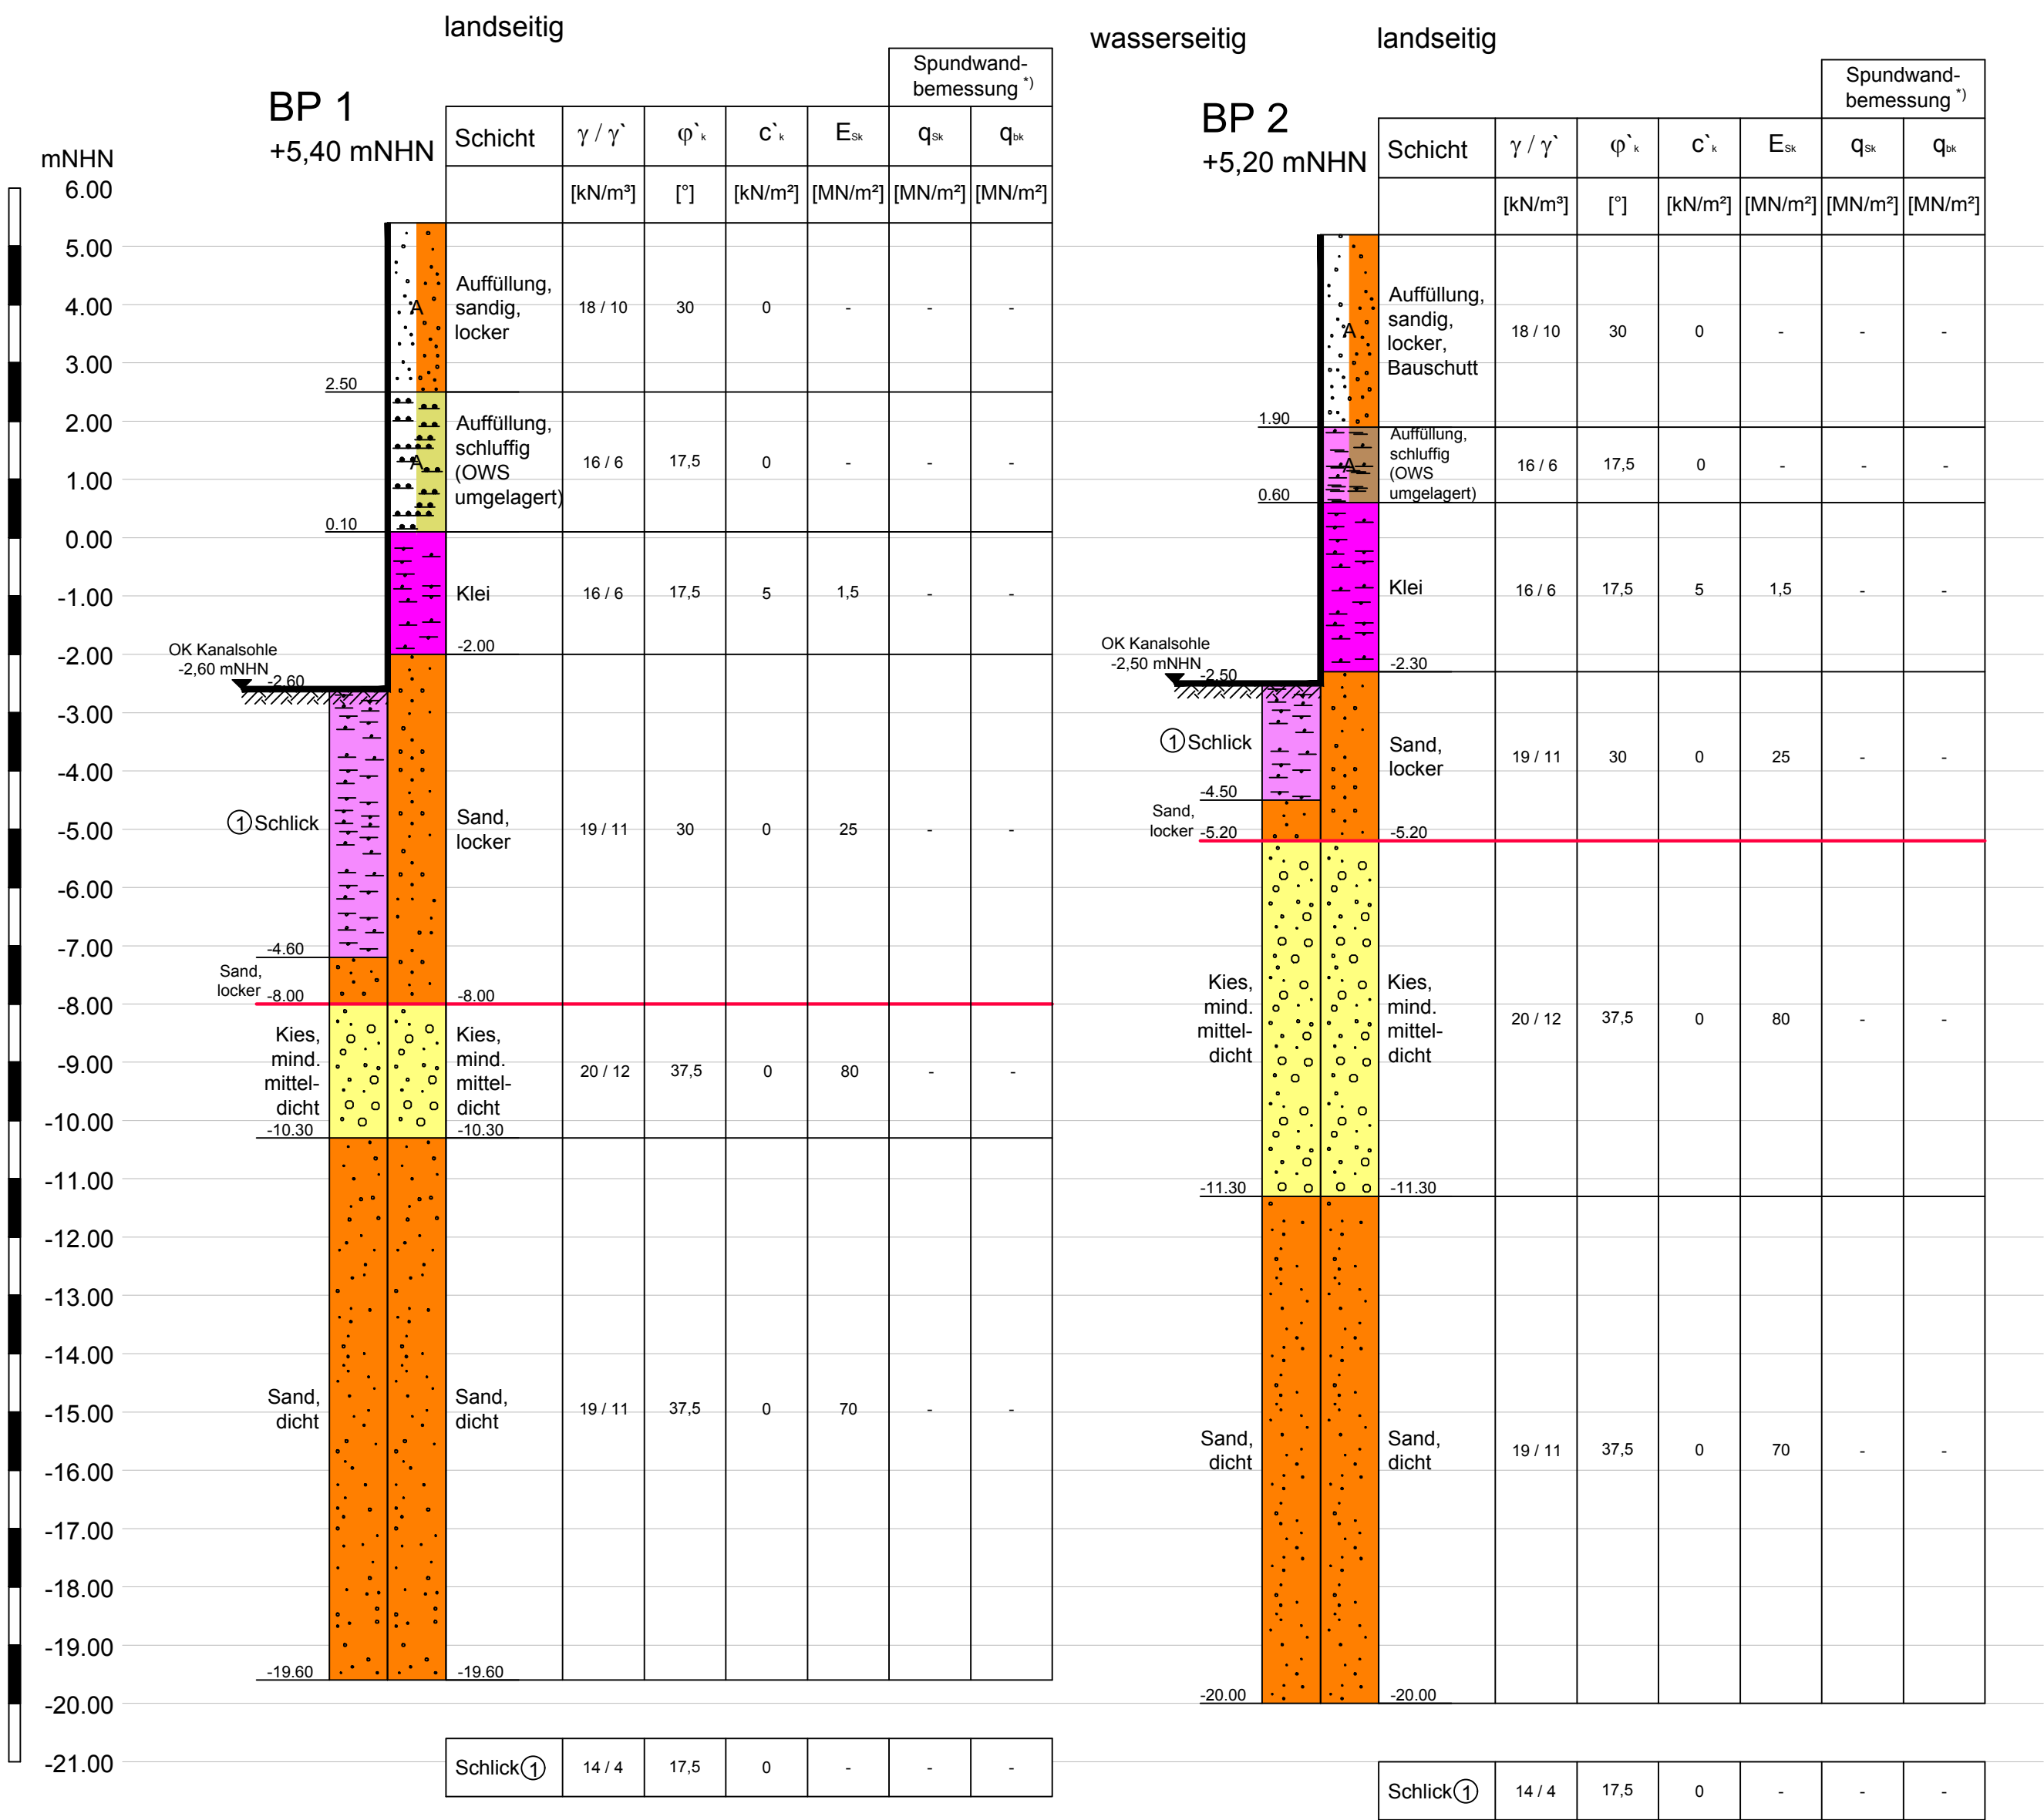 landseitig
wasserseitig
landseitig
mNHN
6.00
5.00
4.00
3.00
2.00
1.00
0.00
-1.00
-2.00
-3.00
-4.00
-5.00
-6.00
-7.00
-8.00
-9.00
-10.00
-11.00
-12.00
-13.00
-14.00
-15.00
-16.00
-17.00
-18.00
-19.00
-20.00
-21.00
BP 1
+5,40 mNHN
Spundwand-
bemessung *)
Schicht γ / γ` φ`k c`k ESk qSk qbk
[kN/m³] [°] [kN/m²] [MN/m²] [MN/m²] [MN/m²]
A
Auffüllung,
sandig,
locker
18 / 10 30 0 - - -
2.50
A
Auffüllung,
schluffig
(OWS
umgelagert)
16 / 6 17,5 0 - - -
0.10
Klei 16 / 6 17,5 5 1,5 - -
-2.00
OK Kanalsohle
-2,60 mNHN
-2.60
1 Schlick
Sand,
locker
19 / 11 30 0 25 - -
-4.60
Sand,
locker
-8.00 -8.00
Kies,
mind.
mittel-
dicht
Kies,
mind.
mittel-
dicht
20 / 12 37,5 0 80 - -
-10.30 -10.30
Sand,
dicht
Sand,
dicht
19 / 11 37,5 0 70 - -
-19.60 -19.60
Schlick 1 14 / 4 17,5 0 - - -
BP 2
+5,20 mNHN
Spundwand-
bemessung *)
Schicht γ / γ` φ`k c`k ESk qSk qbk
[kN/m³] [°] [kN/m²] [MN/m²] [MN/m²] [MN/m²]
A
Auffüllung,
sandig,
locker,
Bauschutt
18 / 10 30 0 - - -
1.90
A
Auffüllung,
schluffig
(OWS
umgelagert)
16 / 6 17,5 0 - - -
0.60
Klei 16 / 6 17,5 5 1,5 - -
-2.30
OK Kanalsohle
-2,50 mNHN
-2.50
1 Schlick
Sand,
locker
19 / 11 30 0 25 - -
-4.50
Sand,
locker
-5.20 -5.20
Kies,
mind.
mittel-
dicht
Kies,
mind.
mittel-
dicht
20 / 12 37,5 0 80 - -
-11.30 -11.30
Sand,
dicht
Sand,
dicht
19 / 11 37,5 0 70 - -
-20.00 -20.00
Schlick 1 14 / 4 17,5 0 - - -